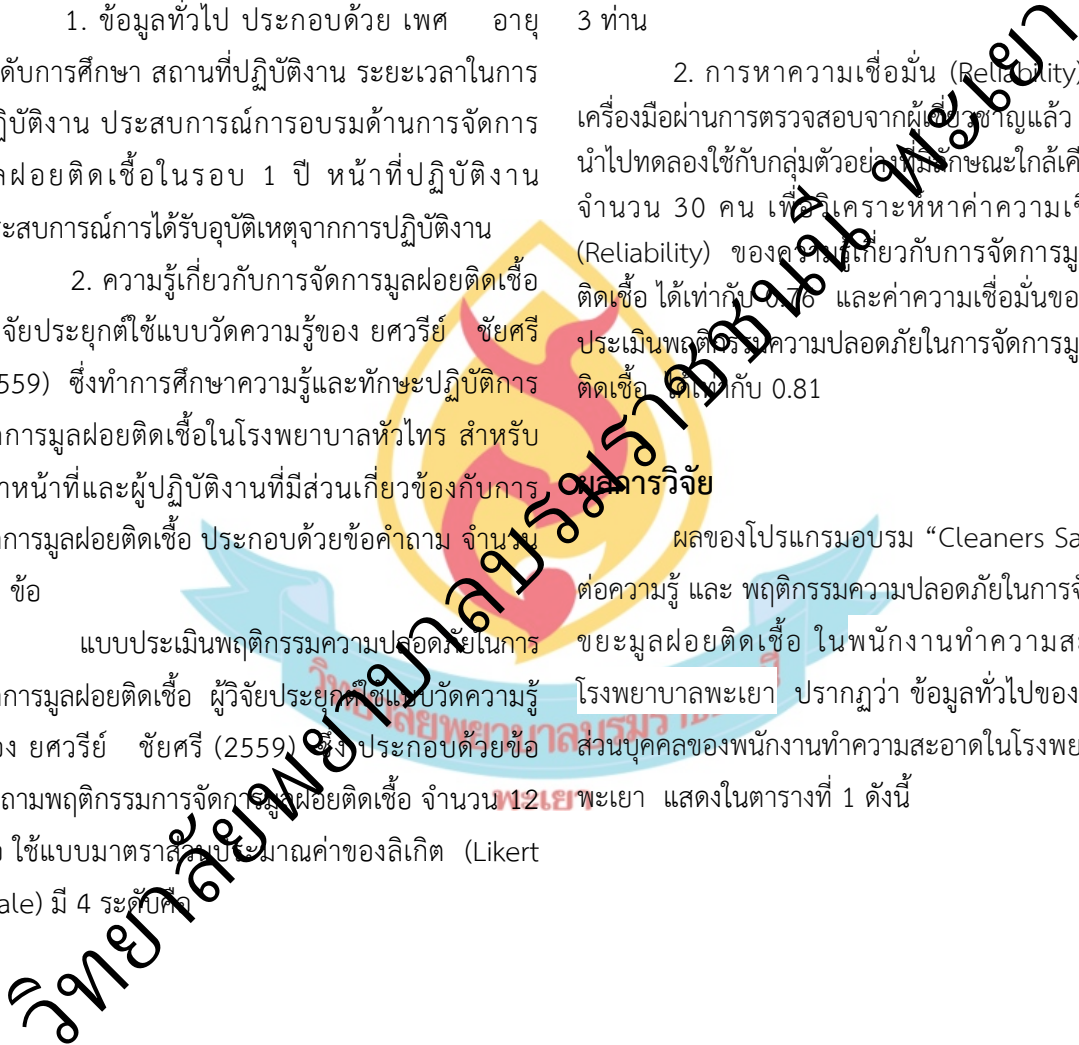 1. ข้อมูลทั่วไป ประกอบด้วย เพศ อายุ
ดับการศึกษา สถานที่ปฏิบัติงาน ระยะเวลาในการ
ฏิบัติงาน ประสบการณ์การอบรมด้านการจัดการ
ลฝอยติดเชื้อในรอบ 1 ปี หน้าที่ปฏิบัติงาน
ระสบการณ์การได้รับอุบัติเหตุจากการปฏิบัติงาน
2. ความรู้เกี่ยวกับการจัดการมูลฝอยติดเชื้อ
จัยประยุกต์ใช้แบบวัดความรู้ของ ยศวรีย์ ชัยศรี
559) ซึ่งทำการศึกษาความรู้และทักษะปฏิบัติการ
ดการมูลฝอยติดเชื้อในโรงพยาบาลหัวไทร สำหรับ
าหน้าที่และผู้ปฏิบัติงานที่มีส่วนเกี่ยวข้องกับการ
ดการมูลฝอยติดเชื้อ ประกอบด้วยข้อคำถาม จำนวน
ข้อ
แบบประเมินพฤติกรรมความปลอดภัยในการ
ดการมูลฝอยติดเชื้อ ผู้วิจัยประยุกต์ใช้แบบวัดความรู้
อง ยศวรีย์ ชัยศรี (2559) ซึ่ง ประกอบด้วยข้อ
ถามพฤติกรรมการจัดการมูลฝอยติดเชื้อ จำนวน 12
ใช้แบบมาตราส่วนประมาณค่าของลิเกิต (Likert
ale) มี 4 ระดับคือ
3 ท่าน
2. การหาความเชื่อมั่น (Reliability)
เครื่องมือผ่านการตรวจสอบจากผู้เชี่ยวชาญแล้ว
นำไปทดลองใช้กับกลุ่มตัวอย่างที่มีลักษณะใกล้เคี
จำนวน 30 คน เพื่อวิเคราะห์หาค่าความเชื
(Reliability) ของความรู้เกี่ยวกับการจัดการมู
ติดเชื้อ ได้เท่ากับ 0.76 และค่าความเชื่อมั่นขอ
ประเมินพฤติกรรมความปลอดภัยในการจัดการมู
ติดเชื้อ ได้เท่ากับ 0.81
ผลการวิจัย
ผลของโปรแกรมอบรม “Cleaners Sa
ต่อความรู้ และ พฤติกรรมความปลอดภัยในการจั
ขยะมูลฝอยติดเชื้อ ในพนักงานทำความสะ
โรงพยาบาลพะเยา ปรากฏว่า ข้อมูลทั่วไปของ
ส่วนบุคคลของพนักงานทำความสะอาดในโรงพย
พะเยา แสดงในตารางที่ 1 ดังนี้
วิทยาลัยพยาบาลบรมราชชนนี พะเยา
พะเยา